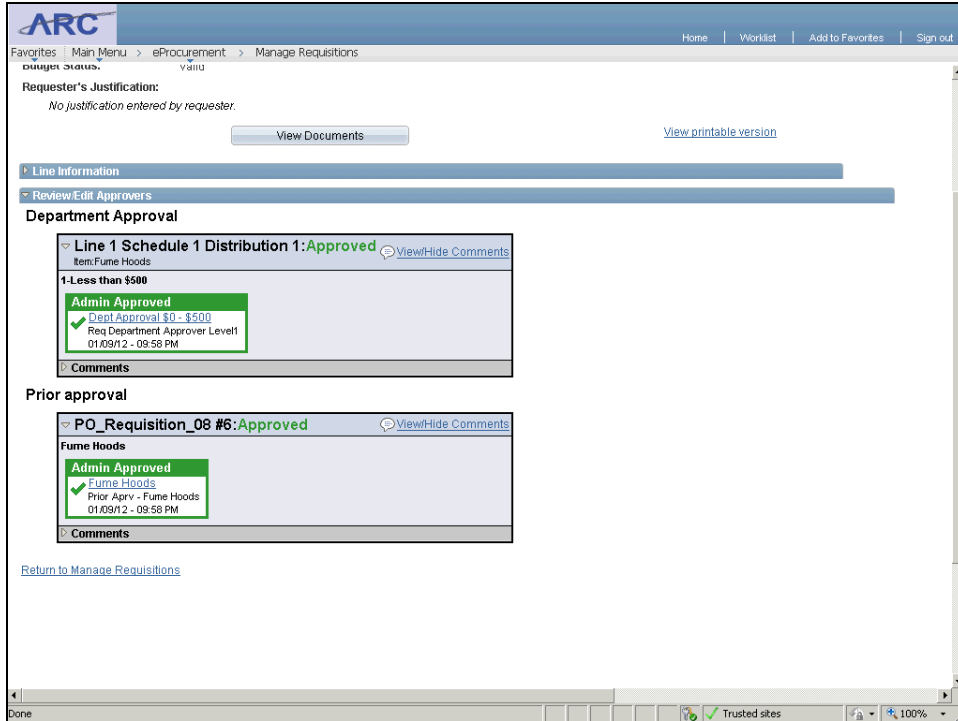 ARC
Home | Worklist | Add to Favorites | Sign out
Favorites Main Menu > eProcurement > Manage Requisitions
Budget Status: Valid
Requester's Justification:
No justification entered by requester.
View Documents
View printable version
Line Information
Review/Edit Approvers
Department Approval
Line 1 Schedule 1 Distribution 1:Approved View/Hide Comments
Item:Fume Hoods
1-Less than $500
Admin Approved
Dept Approval $0 - $500
Req Department Approver Level1
01/09/12 - 09:58 PM
Comments
Prior approval
PO_Requisition_08 #6:Approved View/Hide Comments
Fume Hoods
Admin Approved
Fume Hoods
Prior Aprv - Fume Hoods
01/09/12 - 09:58 PM
Comments
Return to Manage Requisitions
Done Trusted sites 100%